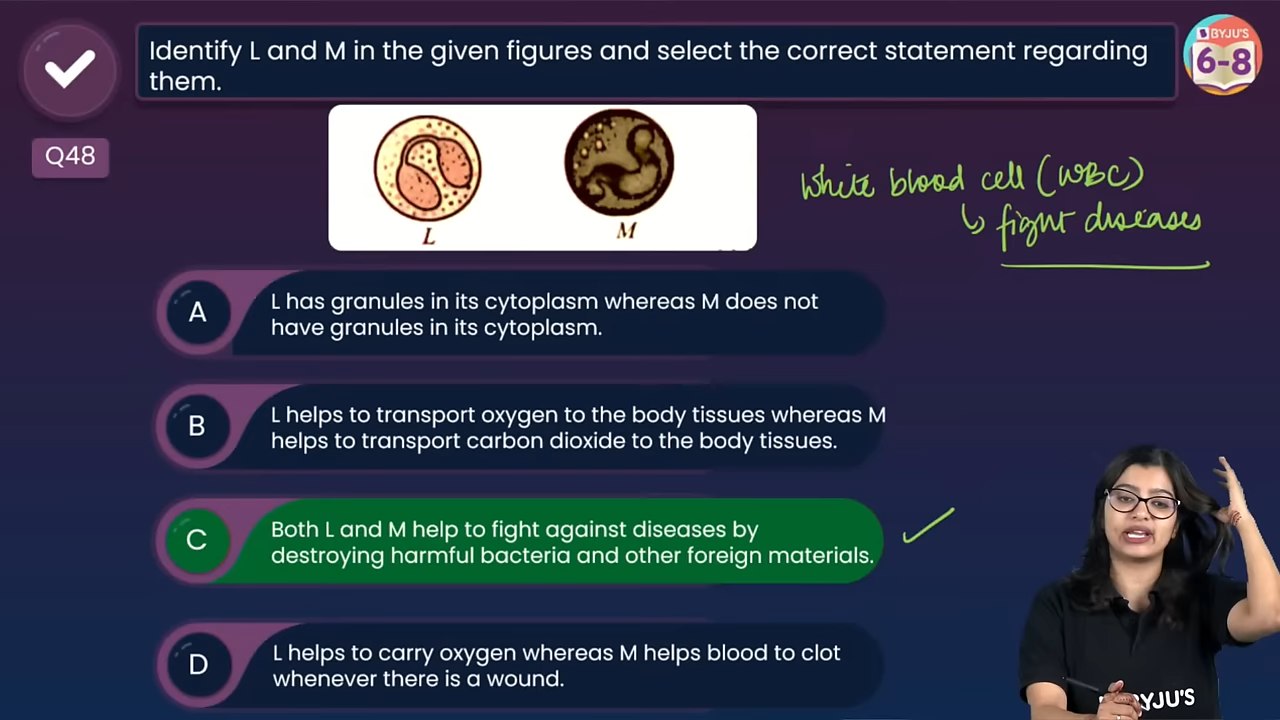 Identify L and M in the given figures and select the correct statement regarding
them.
BYJU'S
6-8
Q48
L
M
White blood cell (WBC)
fight diseases
A
L has granules in its cytoplasm whereas M does not
have granules in its cytoplasm.
B
L helps to transport oxygen to the body tissues whereas M
helps to transport carbon dioxide to the body tissues.
C
Both L and M help to fight against diseases by
destroying harmful bacteria and other foreign materials.
D
L helps to carry oxygen whereas M helps blood to clot
whenever there is a wound.
BYJU'S